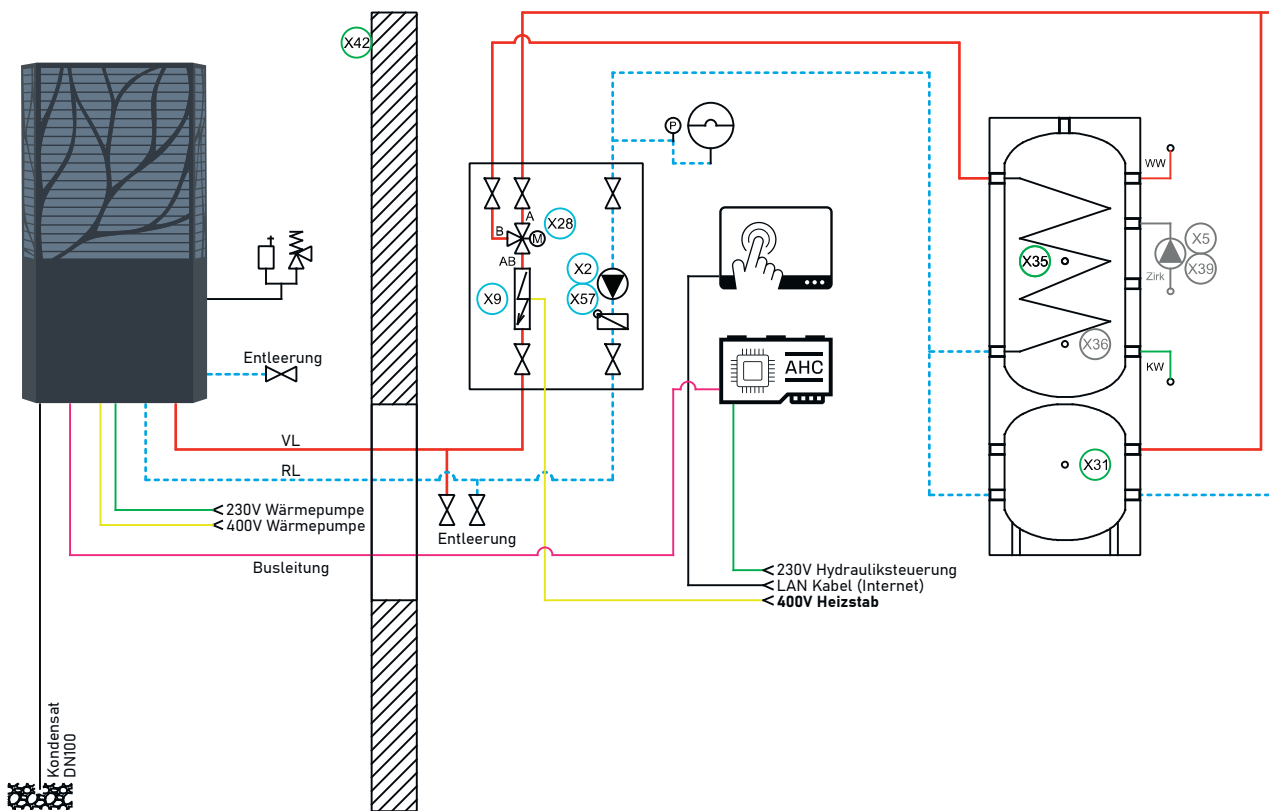 X42
P
WW
A
X28
B
M
X5
AB
X2
X35
Zirk
X39
X9
X57
X36
Entleerung
AHC
KW
VL
RL
X31
230V Wärmepumpe
400V Wärmepumpe
Entleerung
Busleitung
230V Hydrauliksteuerung
LAN Kabel (Internet)
400V Heizstab
Kondensat
DN100